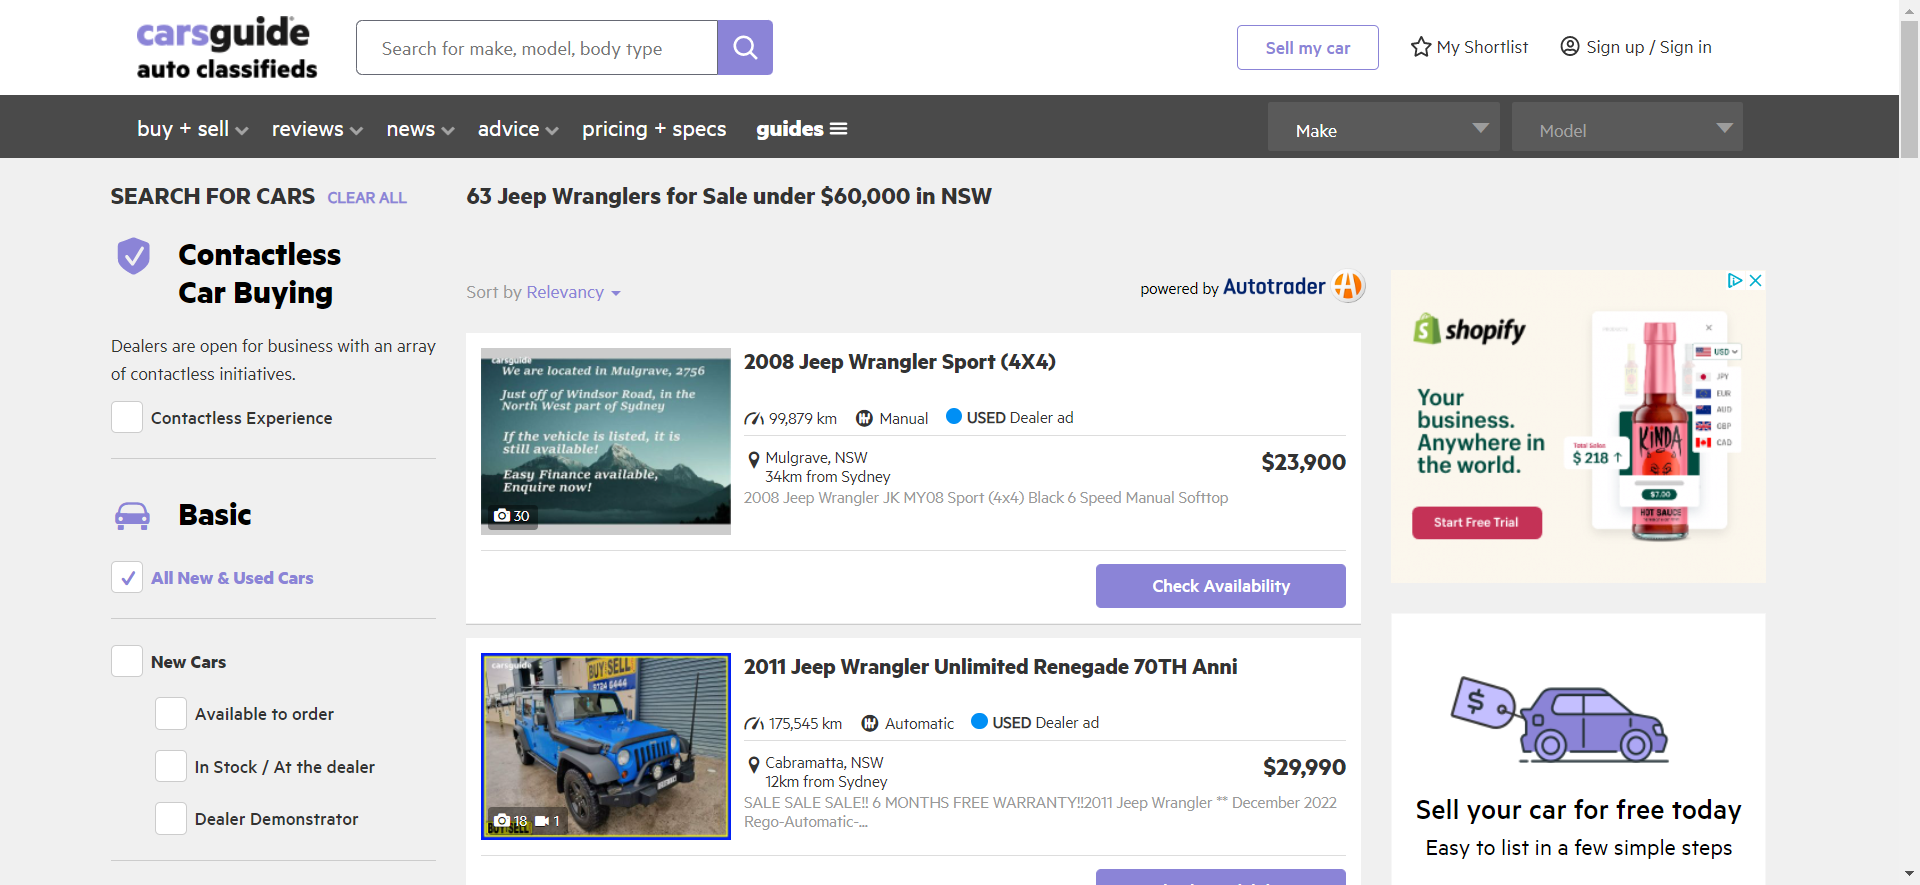 carsguide
auto classifieds
Search for make, model, body type
Sell my car
My Shortlist
Sign up / Sign in
buy + sell
reviews
news
advice
pricing + specs
guides
Make
Model
SEARCH FOR CARS CLEAR ALL
63 Jeep Wranglers for Sale under $60,000 in NSW
Contactless
Car Buying
Dealers are open for business with an array
of contactless initiatives.
Contactless Experience
Basic
All New & Used Cars
New Cars
Available to order
In Stock / At the dealer
Dealer Demonstrator
Sort by Relevancy
powered by Autotrader
carsguide
We are located in Mulgrave, 2756
Just off of Windsor Road, in the
North West part of Sydney
If the vehicle is listed, it is
still available!
Easy Finance available,
Enquire now!
30
2008 Jeep Wrangler Sport (4X4)
99,879 km Manual USED Dealer ad
Mulgrave, NSW
34km from Sydney
$23,900
2008 Jeep Wrangler JK MY08 Sport (4x4) Black 6 Speed Manual Softtop
Check Availability
carsguide
BUY SELL
BUY SELL
18 1
2011 Jeep Wrangler Unlimited Renegade 70TH Anni
175,545 km Automatic USED Dealer ad
Cabramatta, NSW
12km from Sydney
$29,990
SALE SALE SALE!! 6 MONTHS FREE WARRANTY!!2011 Jeep Wrangler ** December 2022
Rego-Automatic-...
shopify
Your
business.
Anywhere in
the world.
Start Free Trial
USD
JPY
EUR
AUD
GBP
CAD
Total Sales
$ 218 ↑
KINDA
$7.00
HOT SAUCE
Sell your car for free today
Easy to list in a few simple steps